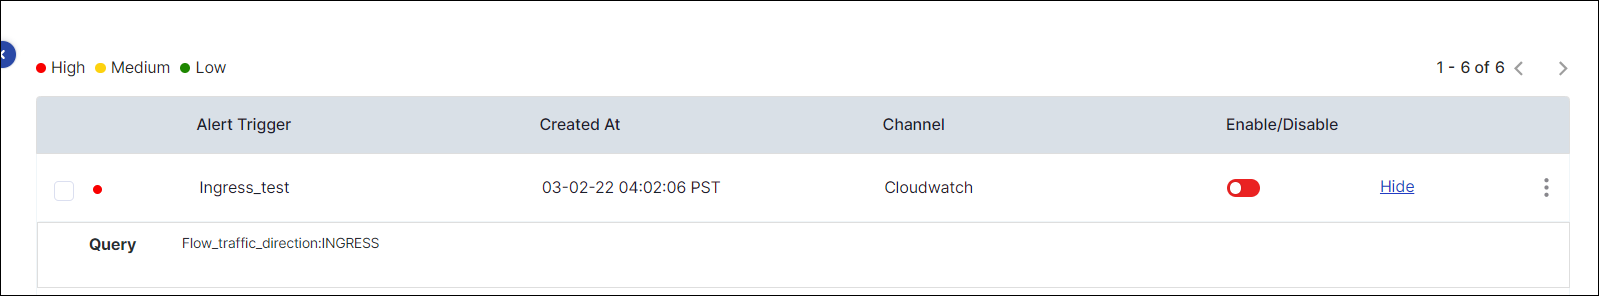 High Medium Low 1 - 6 of 6
Alert Trigger Created At Channel Enable/Disable
Ingress_test 03-02-22 04:02:06 PST Cloudwatch Hide
Query Flow_traffic_direction:INGRESS